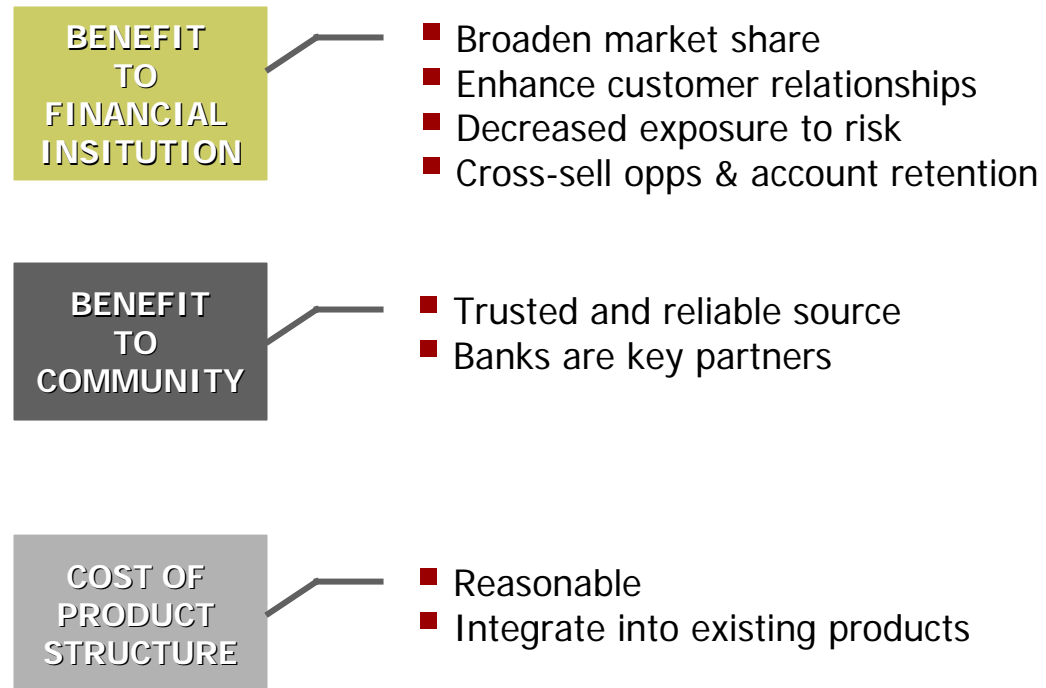 BENEFIT
TO
FINANCIAL
INSITUTION
Broaden market share
Enhance customer relationships
Decreased exposure to risk
Cross-sell opps & account retention
BENEFIT
TO
COMMUNITY
Trusted and reliable source
Banks are key partners
COST OF
PRODUCT
STRUCTURE
Reasonable
Integrate into existing products